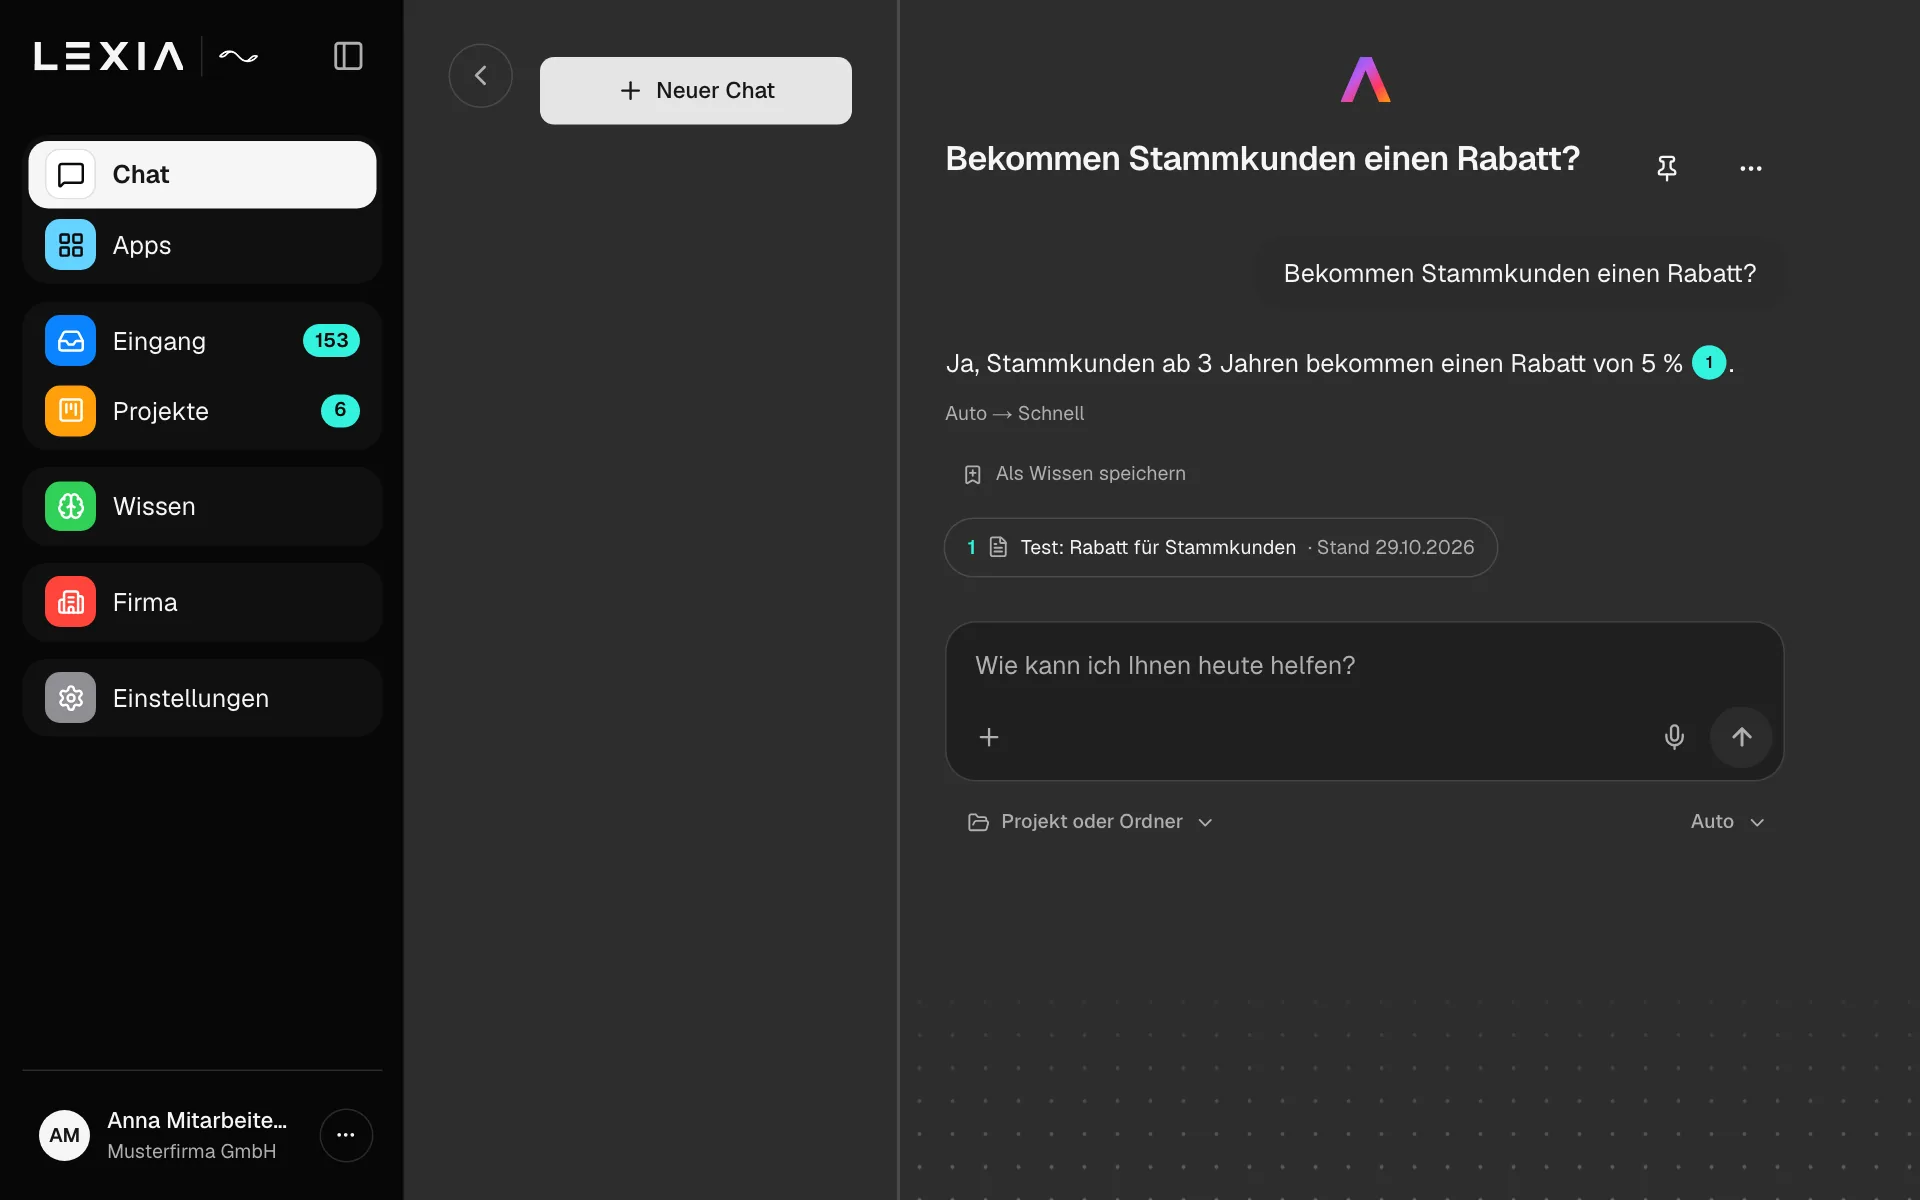 LEXIA
Chat
Apps
Eingang 153
Projekte 6
Wissen
Firma
Einstellungen
AM
Anna Mitarbeite...
Musterfirma GmbH
Neuer Chat
Bekommen Stammkunden einen Rabatt?
Bekommen Stammkunden einen Rabatt?
Ja, Stammkunden ab 3 Jahren bekommen einen Rabatt von 5 % 1.
Auto → Schnell
Als Wissen speichern
1 Test: Rabatt für Stammkunden · Stand 29.10.2026
Wie kann ich Ihnen heute helfen?
Projekt oder Ordner
Auto